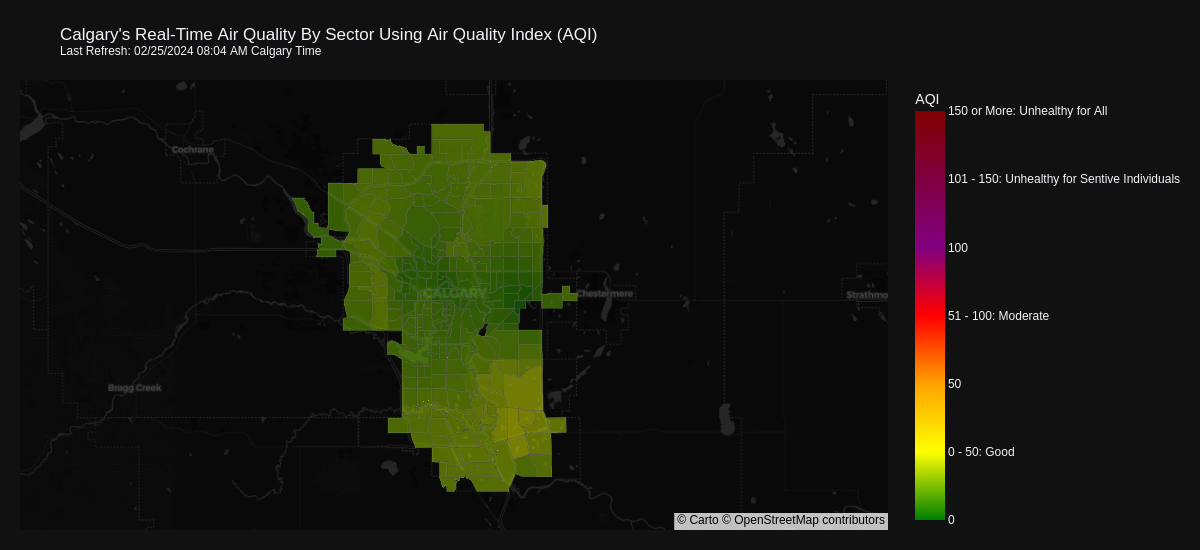 Calgary's Real-Time Air Quality By Sector Using Air Quality Index (AQI)
Last Refresh: 02/25/2024 08:04 AM Calgary Time
AQI
150 or More: Unhealthy for All
Cochrane
101 - 150: Unhealthy for Sentive Individuals
100
CALGARY
Chestermere
Strathmo
51 - 100: Moderate
50
Bragg Creek
0 - 50: Good
0
© Carto © OpenStreetMap contributors